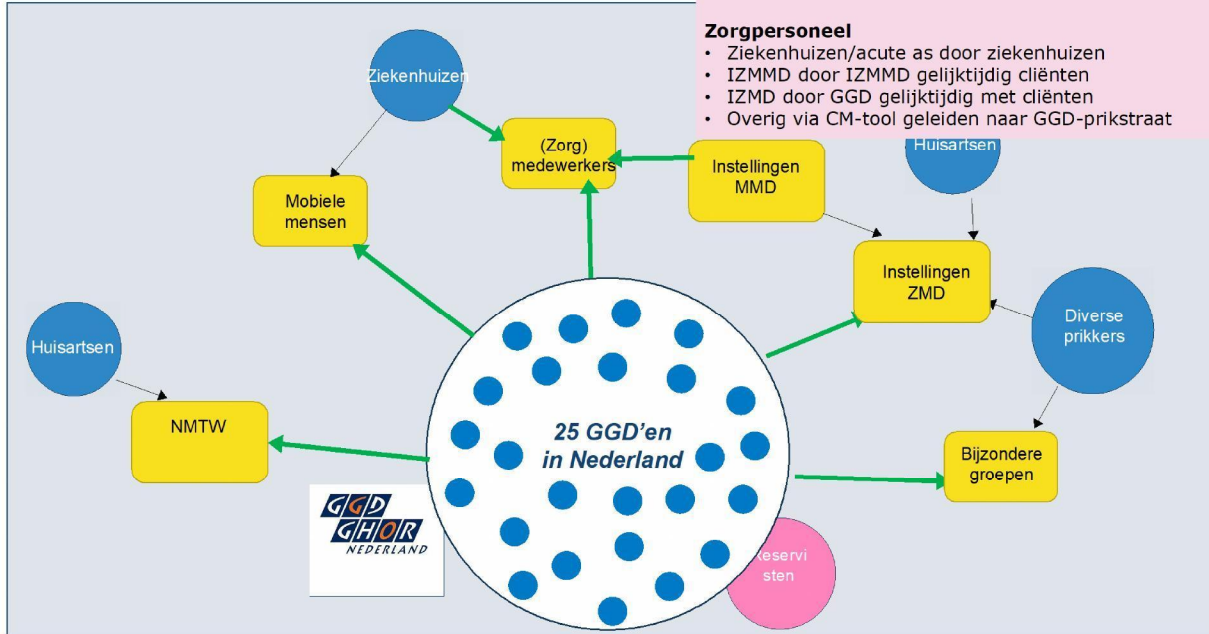 Zorgpersoneel
• Ziekenhuizen/acute as door ziekenhuizen
• IZMMD door IZMMD gelijktijdig cliënten
• IZMD door GGD gelijktijdig met cliënten
• Overig via CM-tool geleiden naar GGD-prikstraat
Ziekenhuizen
(Zorg)
medewerkers
Instellingen
MMD
Huisartsen
Mobiele
mensen
Instellingen
ZMD
Diverse
prikkers
Huisartsen
NMTW
25 GGD'en
in Nederland
Bijzondere
groepen
GGD
GHOR
NEDERLAND
Reservi
sten